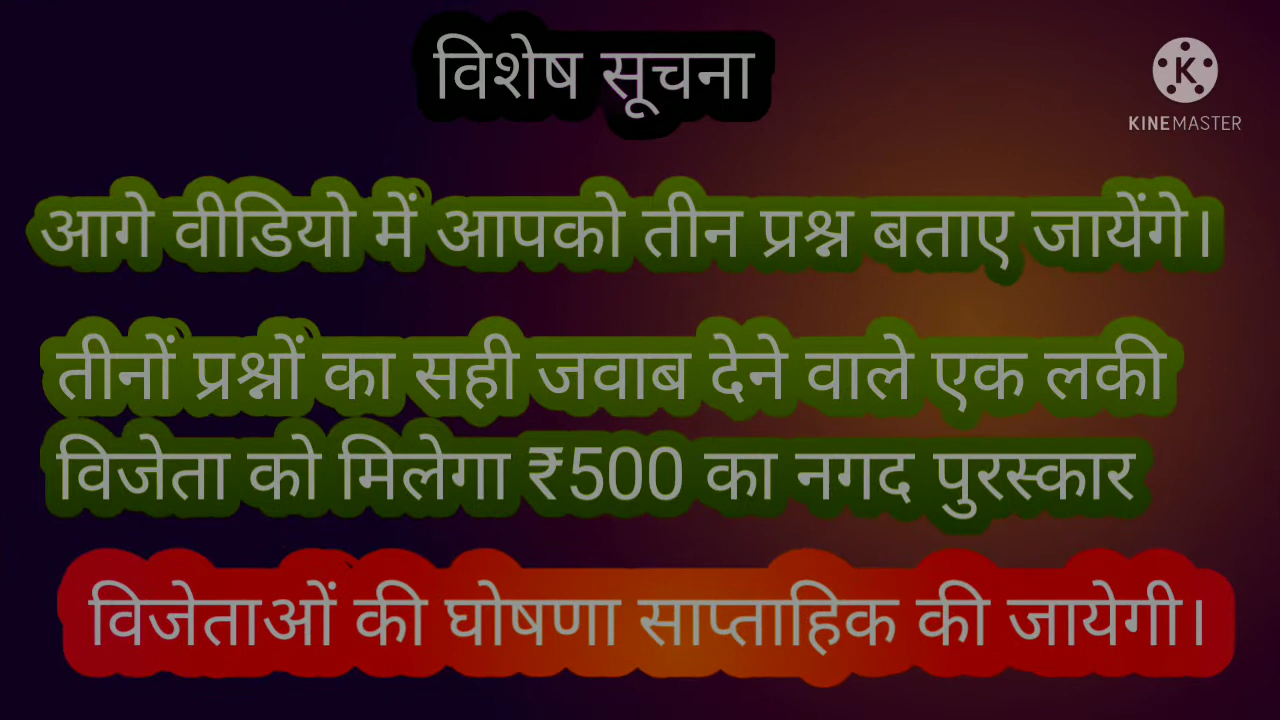 विशेष सूचना
K
KINEMASTER
आगे वीडियो में आपको तीन प्रश्न बताए जायेंगे।
तीनों प्रश्नों का सही जवाब देने वाले एक लकी
विजेता को मिलेगा ₹500 का नगद पुरस्कार
विजेताओं की घोषणा साप्ताहिक की जायेगी।